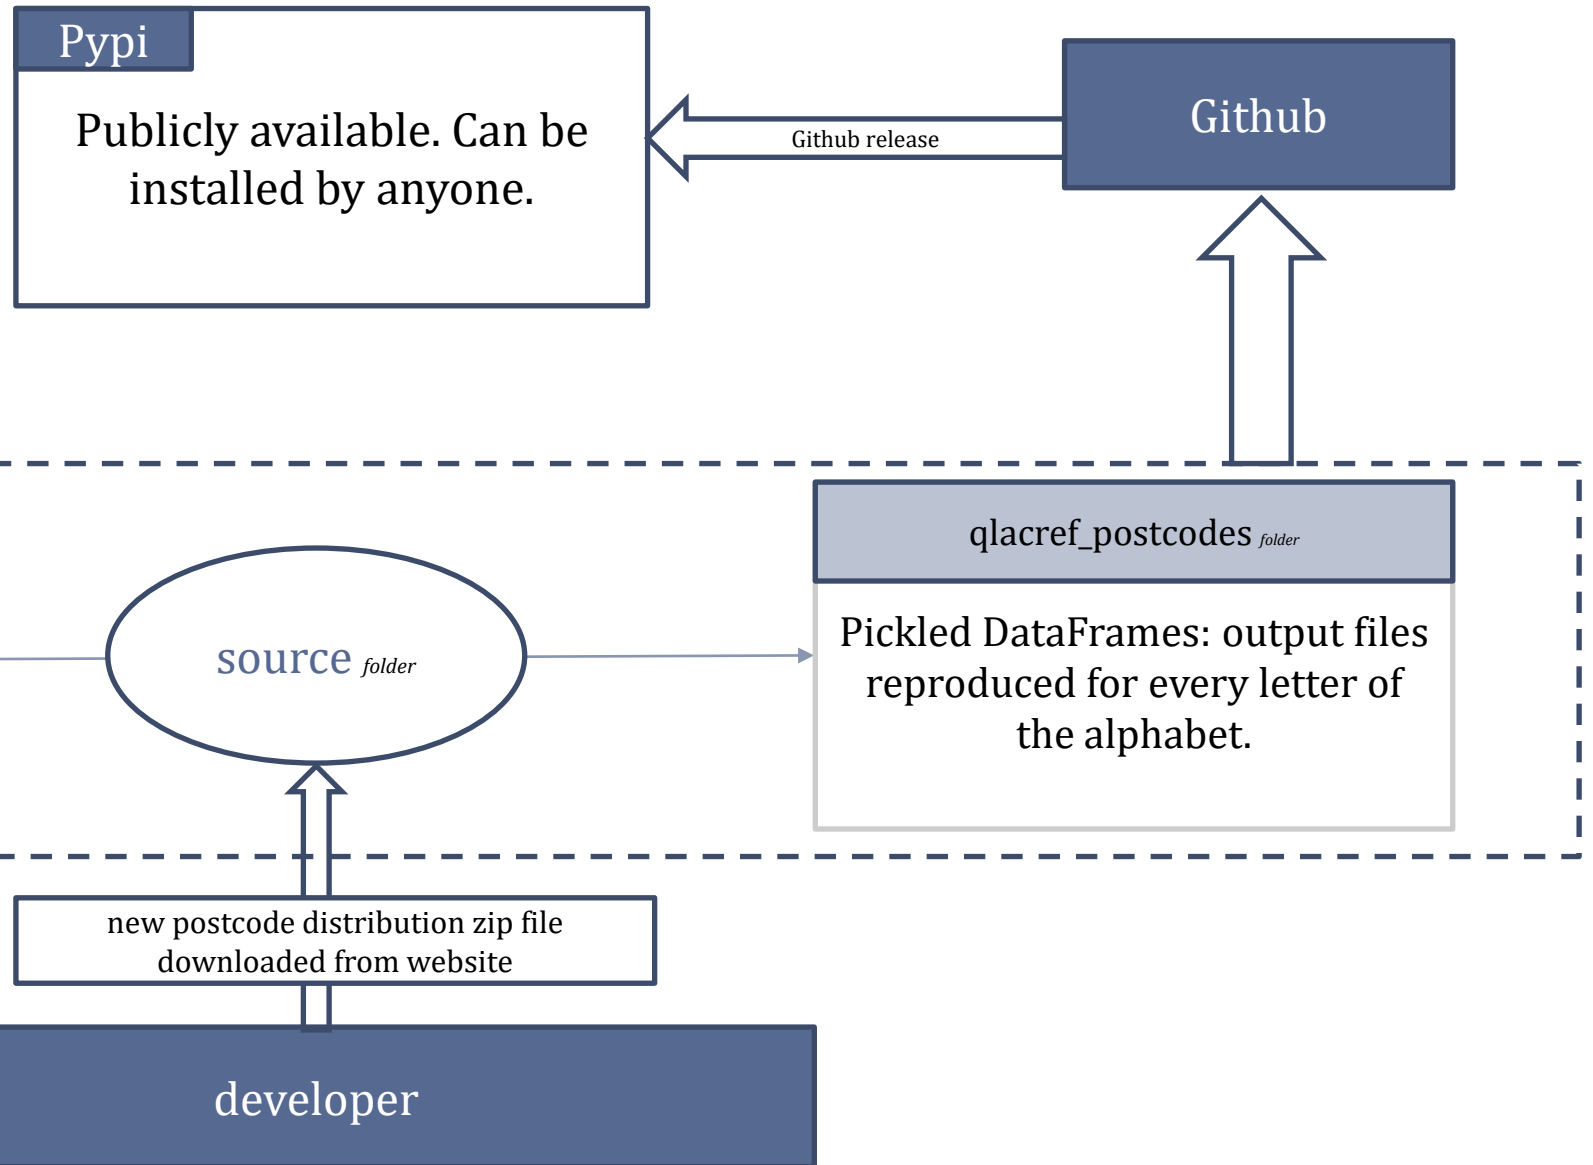 Pypi
Publicly available. Can be
installed by anyone.
Github release
Github
qlacref_postcodes folder
source folder
Pickled DataFrames: output files
reproduced for every letter of
the alphabet.
new postcode distribution zip file
downloaded from website
developer